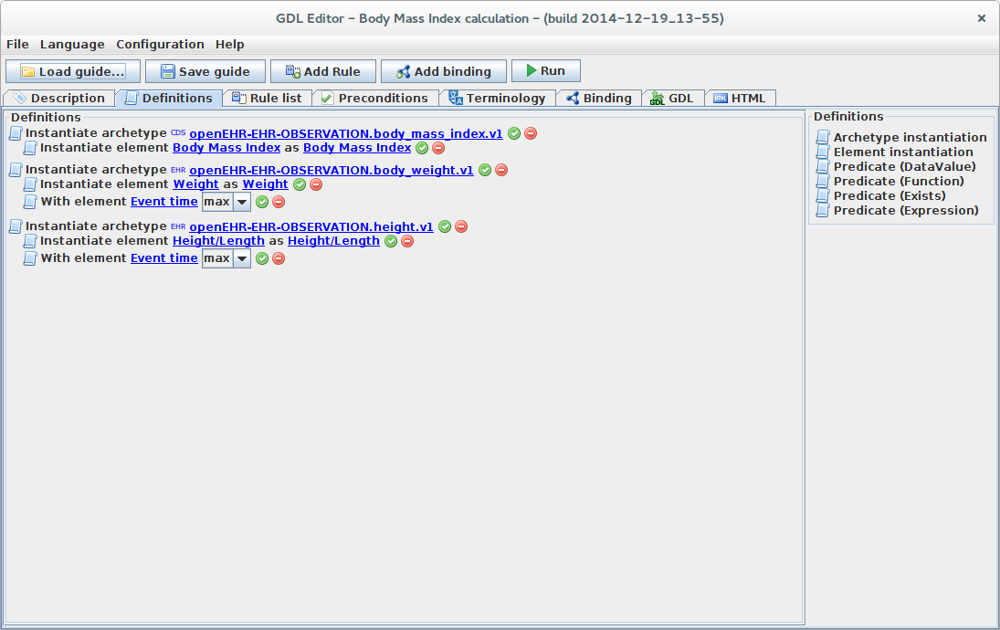 GDL Editor – Body Mass Index calculation – (build 2014-12-19_13-55)
File Language Configuration Help
Load guide... Save guide Add Rule Add binding Run
Description Definitions Rule list Preconditions Terminology Binding GDL HTML
Definitions
Instantiate archetype CDS openEHR-EHR-OBSERVATION.body_mass_index.v1
Instantiate element Body Mass Index as Body Mass Index
Instantiate archetype EHR openEHR-EHR-OBSERVATION.body_weight.v1
Instantiate element Weight as Weight
With element Event time max
Instantiate archetype EHR openEHR-EHR-OBSERVATION.height.v1
Instantiate element Height/Length as Height/Length
With element Event time max
Definitions
Archetype instantiation
Element instantiation
Predicate (DataValue)
Predicate (Function)
Predicate (Exists)
Predicate (Expression)